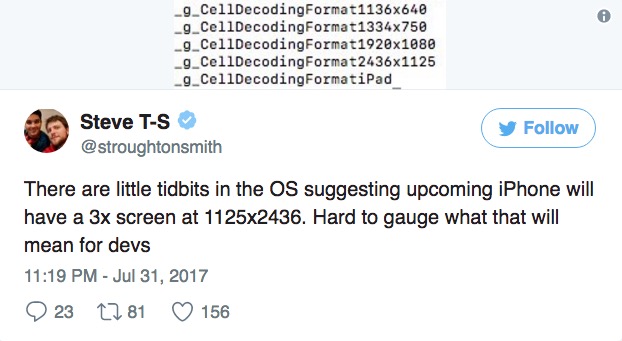 _g_CellDecodingFormat1136x640
_g_CellDecodingFormat1334x750
_g_CellDecodingFormat1920x1080
_g_CellDecodingFormat2436x1125
_g_CellDecodingFormatiPad_
Steve T-S
@stroughtonsmith
Follow
There are little tidbits in the OS suggesting upcoming iPhone will
have a 3x screen at 1125x2436. Hard to gauge what that will
mean for devs
11:19 PM - Jul 31, 2017
23 81 156